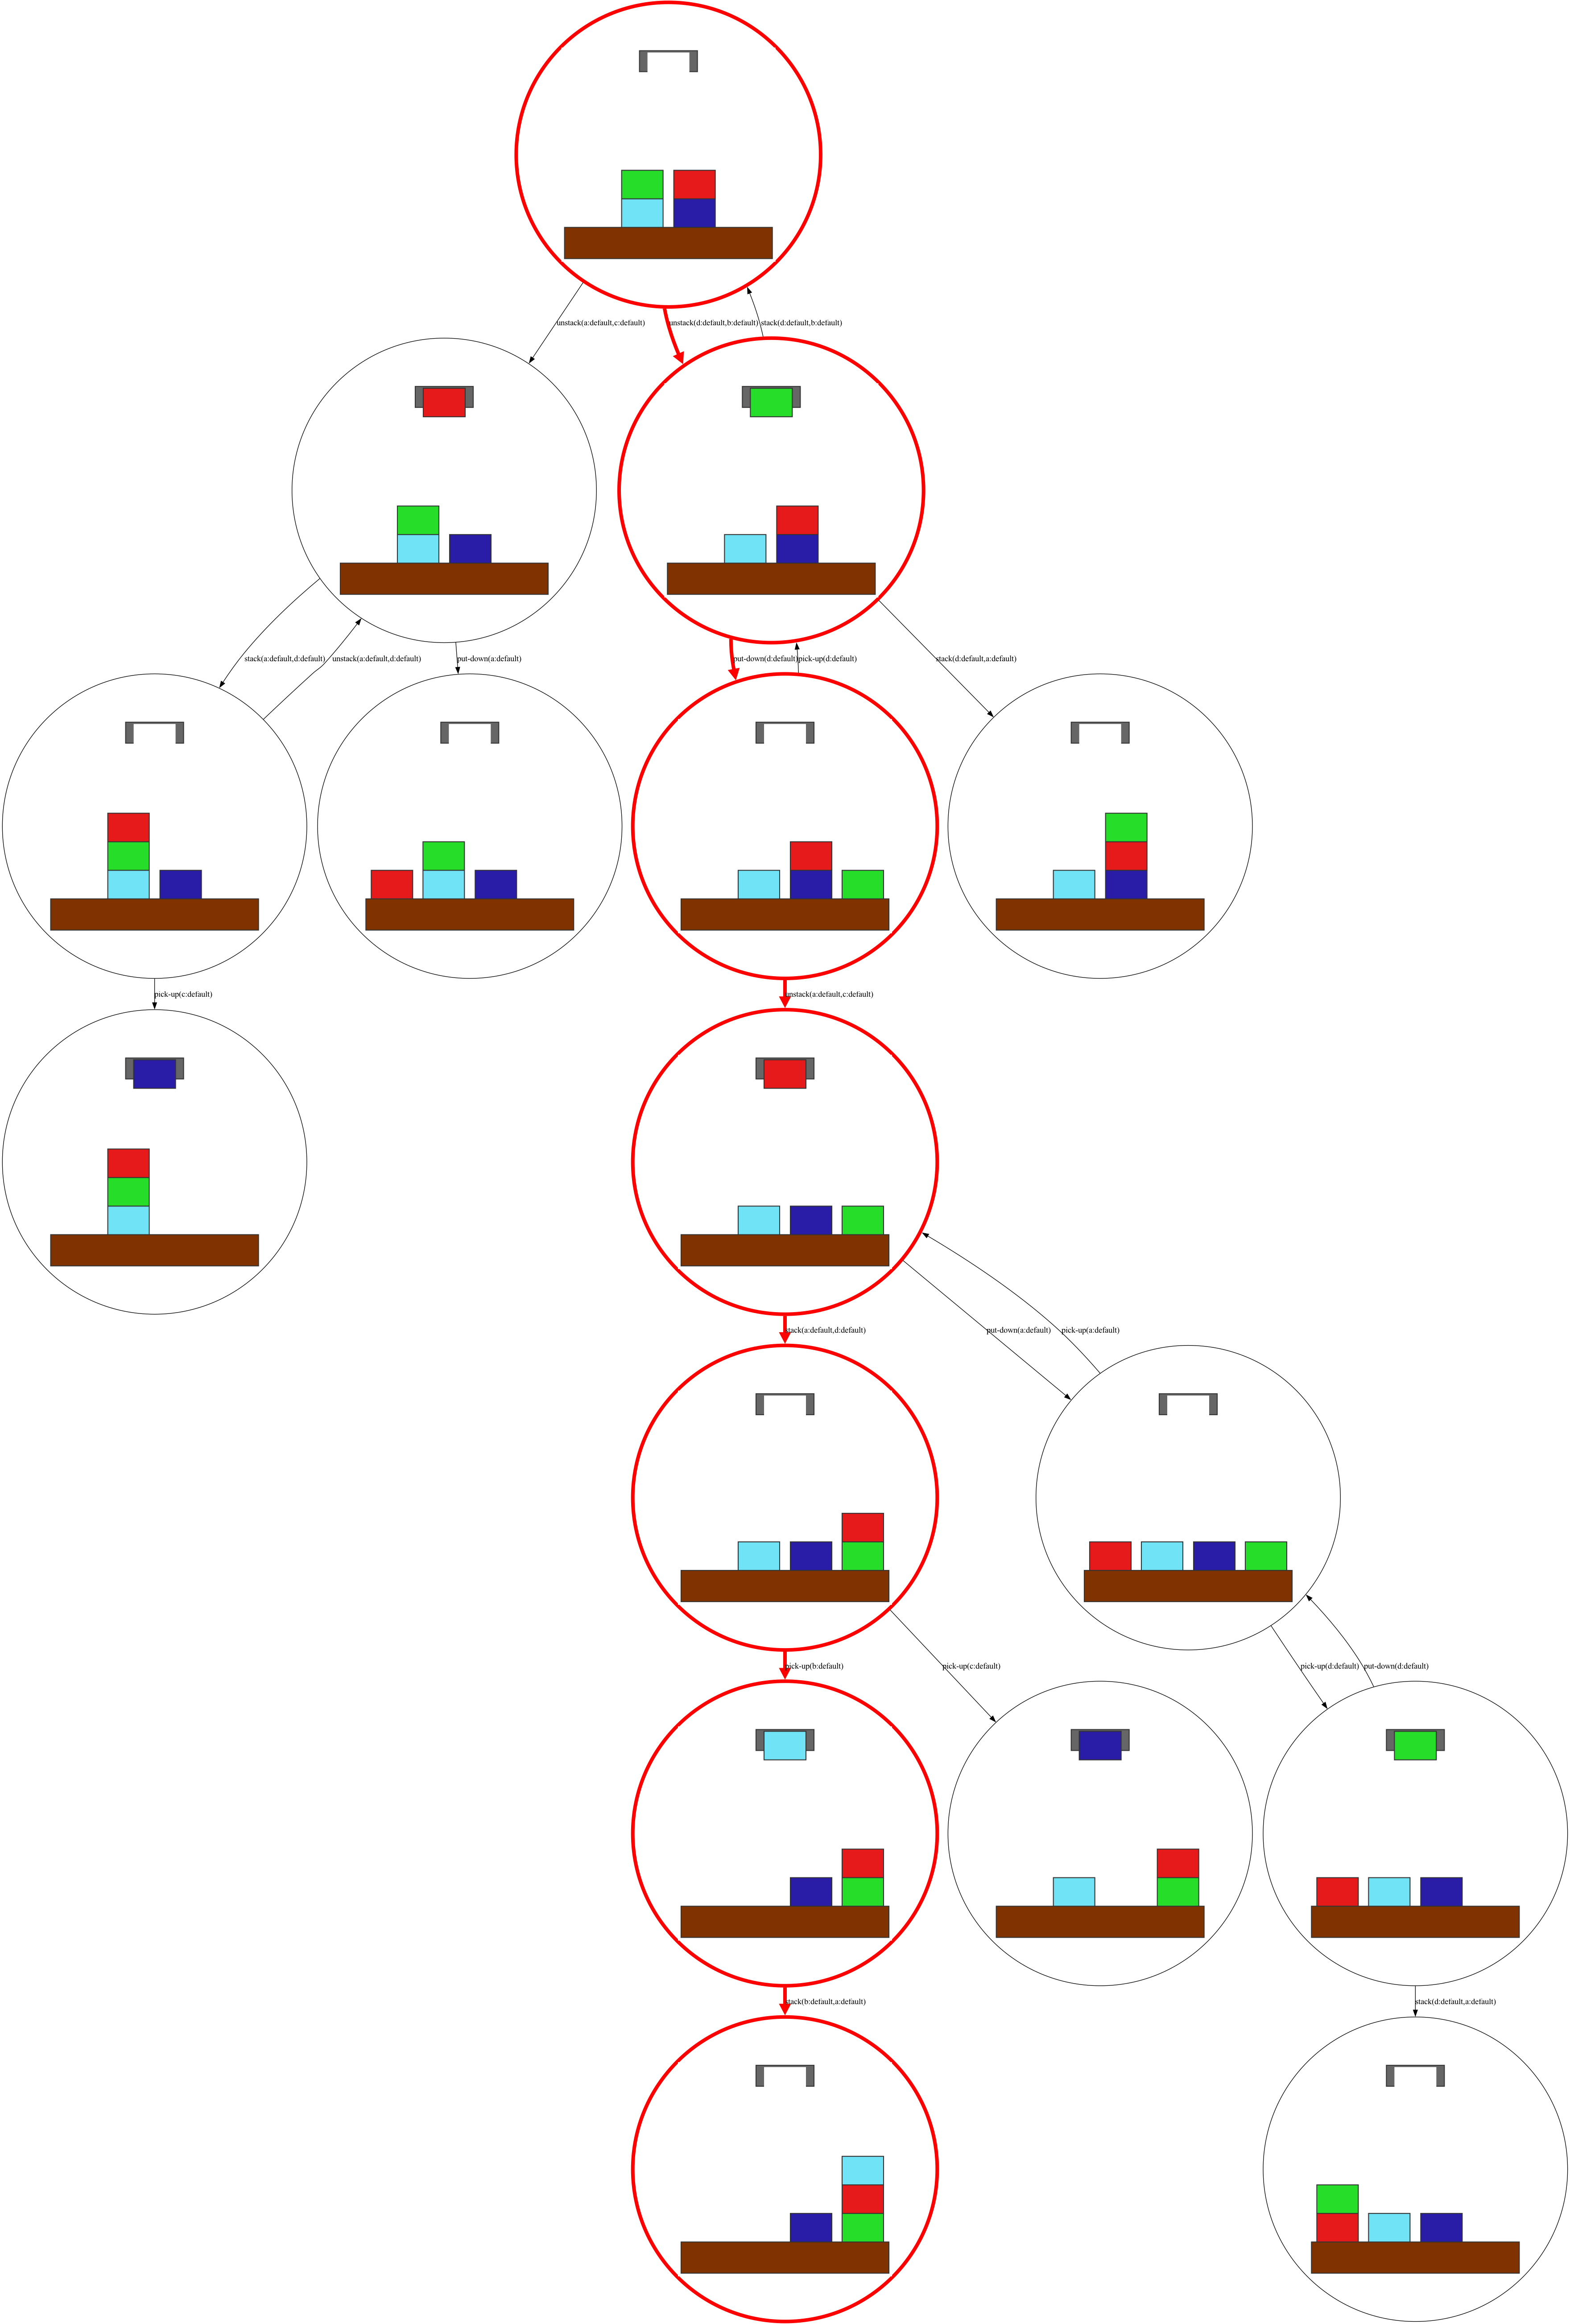 unstack(a:default,c:default)
unstack(d:default,b:default)
stack(d:default,b:default)
stack(a:default,d:default)
unstack(a:default,d:default)
put-down(a:default)
put-down(d:default)
pick-up(d:default)
stack(d:default,a:default)
pick-up(c:default)
unstack(a:default,c:default)
stack(a:default,d:default)
put-down(a:default)
pick-up(a:default)
pick-up(b:default)
pick-up(c:default)
pick-up(d:default)
put-down(d:default)
stack(b:default,a:default)
stack(d:default,a:default)